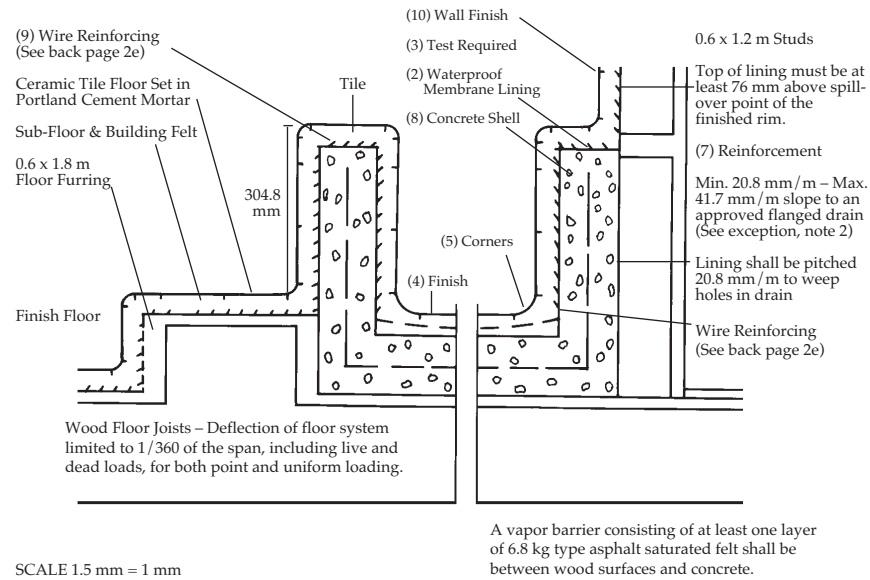 (9) Wire Reinforcing
(See back page 2e)
Ceramic Tile Floor Set in
Portland Cement Mortar
Sub-Floor & Building Felt
0.6 x 1.8 m
Floor Furring
Finish Floor
Tile
304.8
mm
(10) Wall Finish
(3) Test Required
(2) Waterproof
Membrane Lining
(8) Concrete Shell
(5) Corners
(4) Finish
0.6 x 1.2 m Studs
Top of lining must be at
least 76 mm above spill-
over point of the
finished rim.
(7) Reinforcement
Min. 20.8 mm/m – Max.
41.7 mm/m slope to an
approved flanged drain
(See exception, note 2)
Lining shall be pitched
20.8 mm/m to weep
holes in drain
Wire Reinforcing
(See back page 2e)
Wood Floor Joists – Deflection of floor system
limited to 1/360 of the span, including live and
dead loads, for both point and uniform loading.
A vapor barrier consisting of at least one layer
of 6.8 kg type asphalt saturated felt shall be
between wood surfaces and concrete.
SCALE 1.5 mm = 1 mm